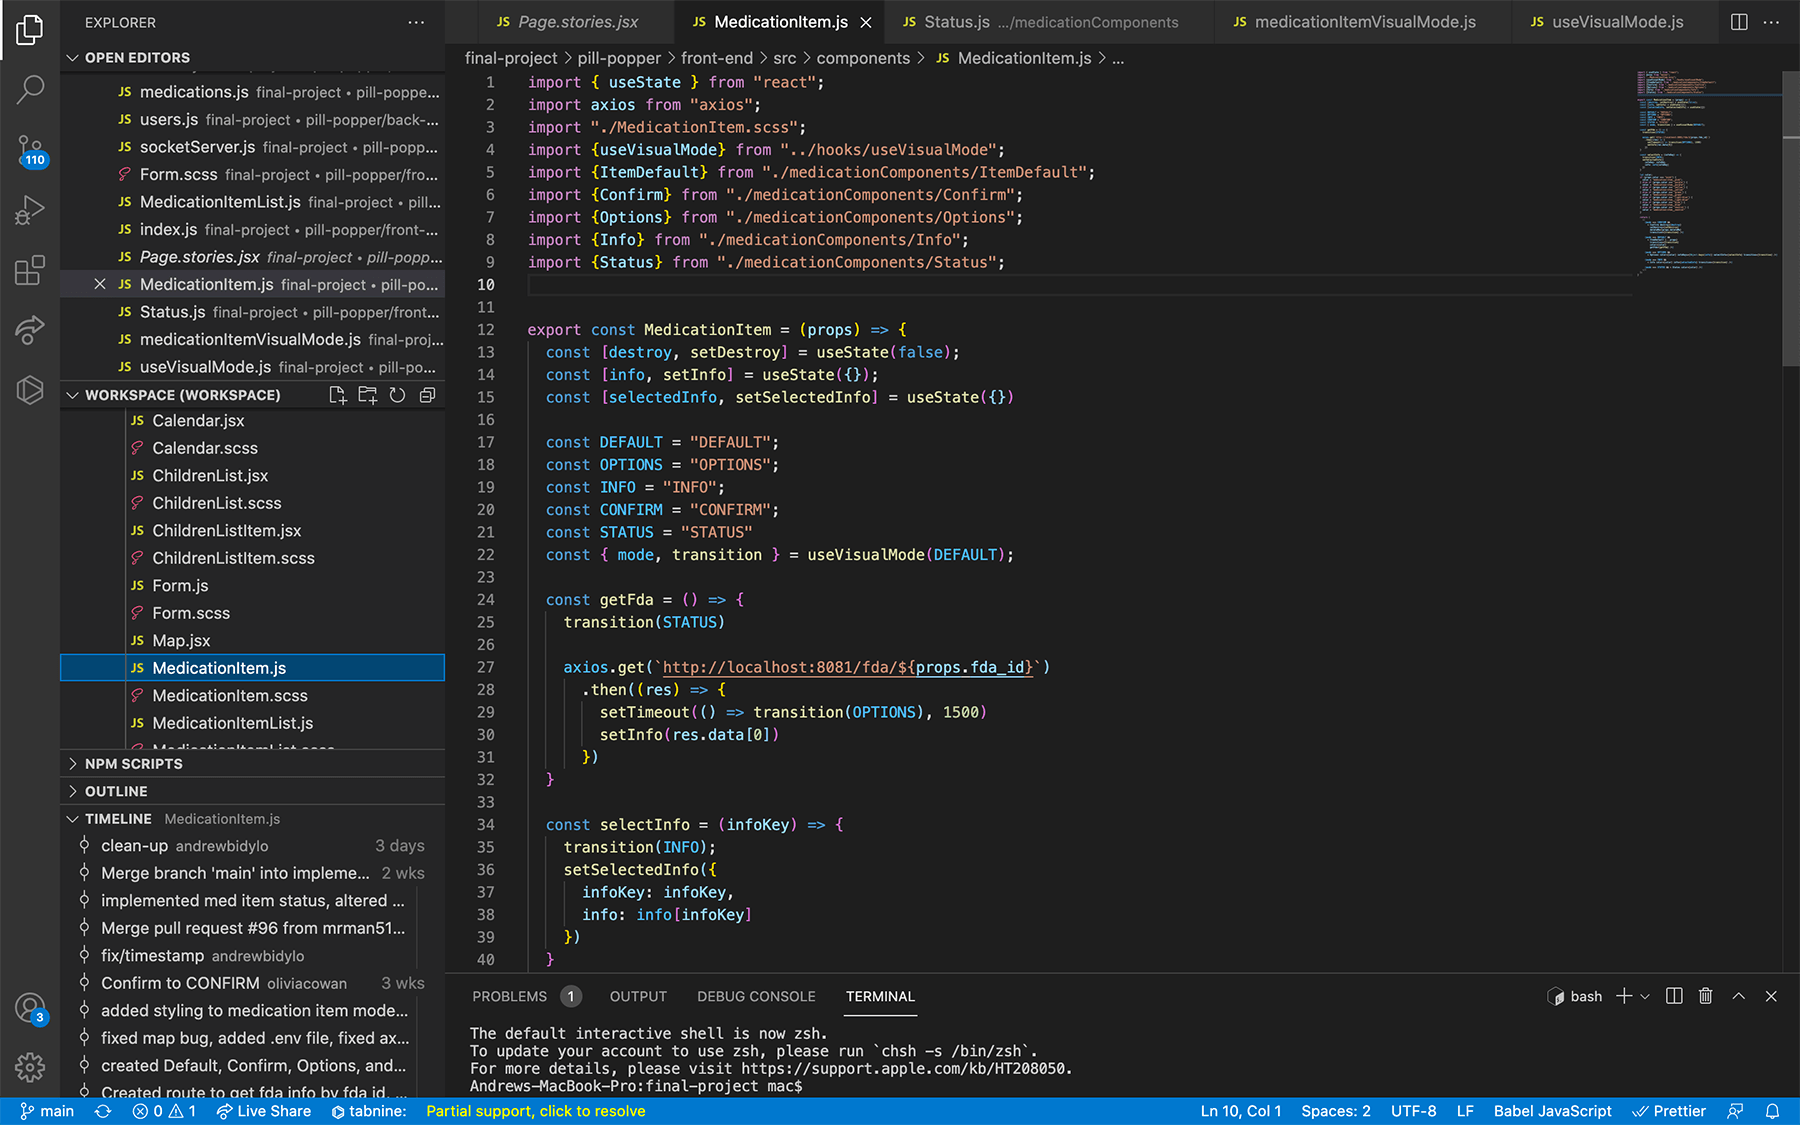 EXPLORER
OPEN EDITORS
JS medications.js final-project • pill-poppe...
JS users.js final-project • pill-popper/back-...
JS socketServer.js final-project • pill-popp...
Form.scss final-project • pill-popper/fro...
JS MedicationItemList.js final-project • pill...
JS index.js final-project • pill-popper/front-...
JS Page.stories.jsx final-project • pill-popp...
JS MedicationItem.js final-project • pill-po...
JS Status.js final-project • pill-popper/front...
JS medicationItemVisualMode.js final-proj...
JS useVisualMode.js final-project • pill-po...
WORKSPACE (WORKSPACE)
JS Calendar.jsx
Calendar.scss
JS ChildrenList.jsx
ChildrenList.scss
JS ChildrenListItem.jsx
ChildrenListItem.scss
JS Form.js
Form.scss
JS Map.jsx
JS MedicationItem.js
MedicationItem.scss
JS MedicationItemList.js
MedicationItemList.scss
NPM SCRIPTS
OUTLINE
TIMELINE MedicationItem.js
clean-up andrewbidylo 3 days
Merge branch 'main' into impleme... 2 wks
implemented med item status, altered ...
Merge pull request #96 from mrman51...
fix/timestamp andrewbidylo
Confirm to CONFIRM oliviacowan 3 wks
added styling to medication item mode...
fixed map bug, added .env file, fixed ax...
created Default, Confirm, Options, and...
Created route to get fda info by fda id. ...
110
3
JS Page.stories.jsx
JS MedicationItem.js
JS Status.js .../medicationComponents
JS medicationItemVisualMode.js
JS useVisualMode.js
final-project > pill-popper > front-end > src > components > JS MedicationItem.js > ...
1 import { useState } from "react";
2 import axios from "axios";
3 import "./MedicationItem.scss";
4 import {useVisualMode} from "../hooks/useVisualMode";
5 import {ItemDefault} from "./medicationComponents/ItemDefault";
6 import {Confirm} from "./medicationComponents/Confirm";
7 import {Options} from "./medicationComponents/Options";
8 import {Info} from "./medicationComponents/Info";
9 import {Status} from "./medicationComponents/Status";
10
11
12 export const MedicationItem = (props) => {
13 const [destroy, setDestroy] = useState(false);
14 const [info, setInfo] = useState({});
15 const [selectedInfo, setSelectedInfo] = useState({})
16
17 const DEFAULT = "DEFAULT";
18 const OPTIONS = "OPTIONS";
19 const INFO = "INFO";
20 const CONFIRM = "CONFIRM";
21 const STATUS = "STATUS"
22 const { mode, transition } = useVisualMode(DEFAULT);
23
24 const getFda = () => {
25 transition(STATUS)
26
27 axios.get(`http://localhost:8081/fda/${props.fda_id}`)
28 .then((res) => {
29 setTimeout(() => transition(OPTIONS), 1500)
30 setInfo(res.data[0])
31 })
32 }
33
34 const selectInfo = (infoKey) => {
35 transition(INFO);
36 setSelectedInfo({
37 infoKey: infoKey,
38 info: info[infoKey]
39 })
40 }
PROBLEMS 1 OUTPUT DEBUG CONSOLE TERMINAL
bash
The default interactive shell is now zsh.
To update your account to use zsh, please run `chsh -s /bin/zsh`.
For more details, please visit https://support.apple.com/kb/HT208050.
Andrews-MacBook-Pro:final-project mac$
main 0 1 Live Share tabnine: Partial support, click to resolve
Ln 10, Col 1 Spaces: 2 UTF-8 LF Babel JavaScript Prettier